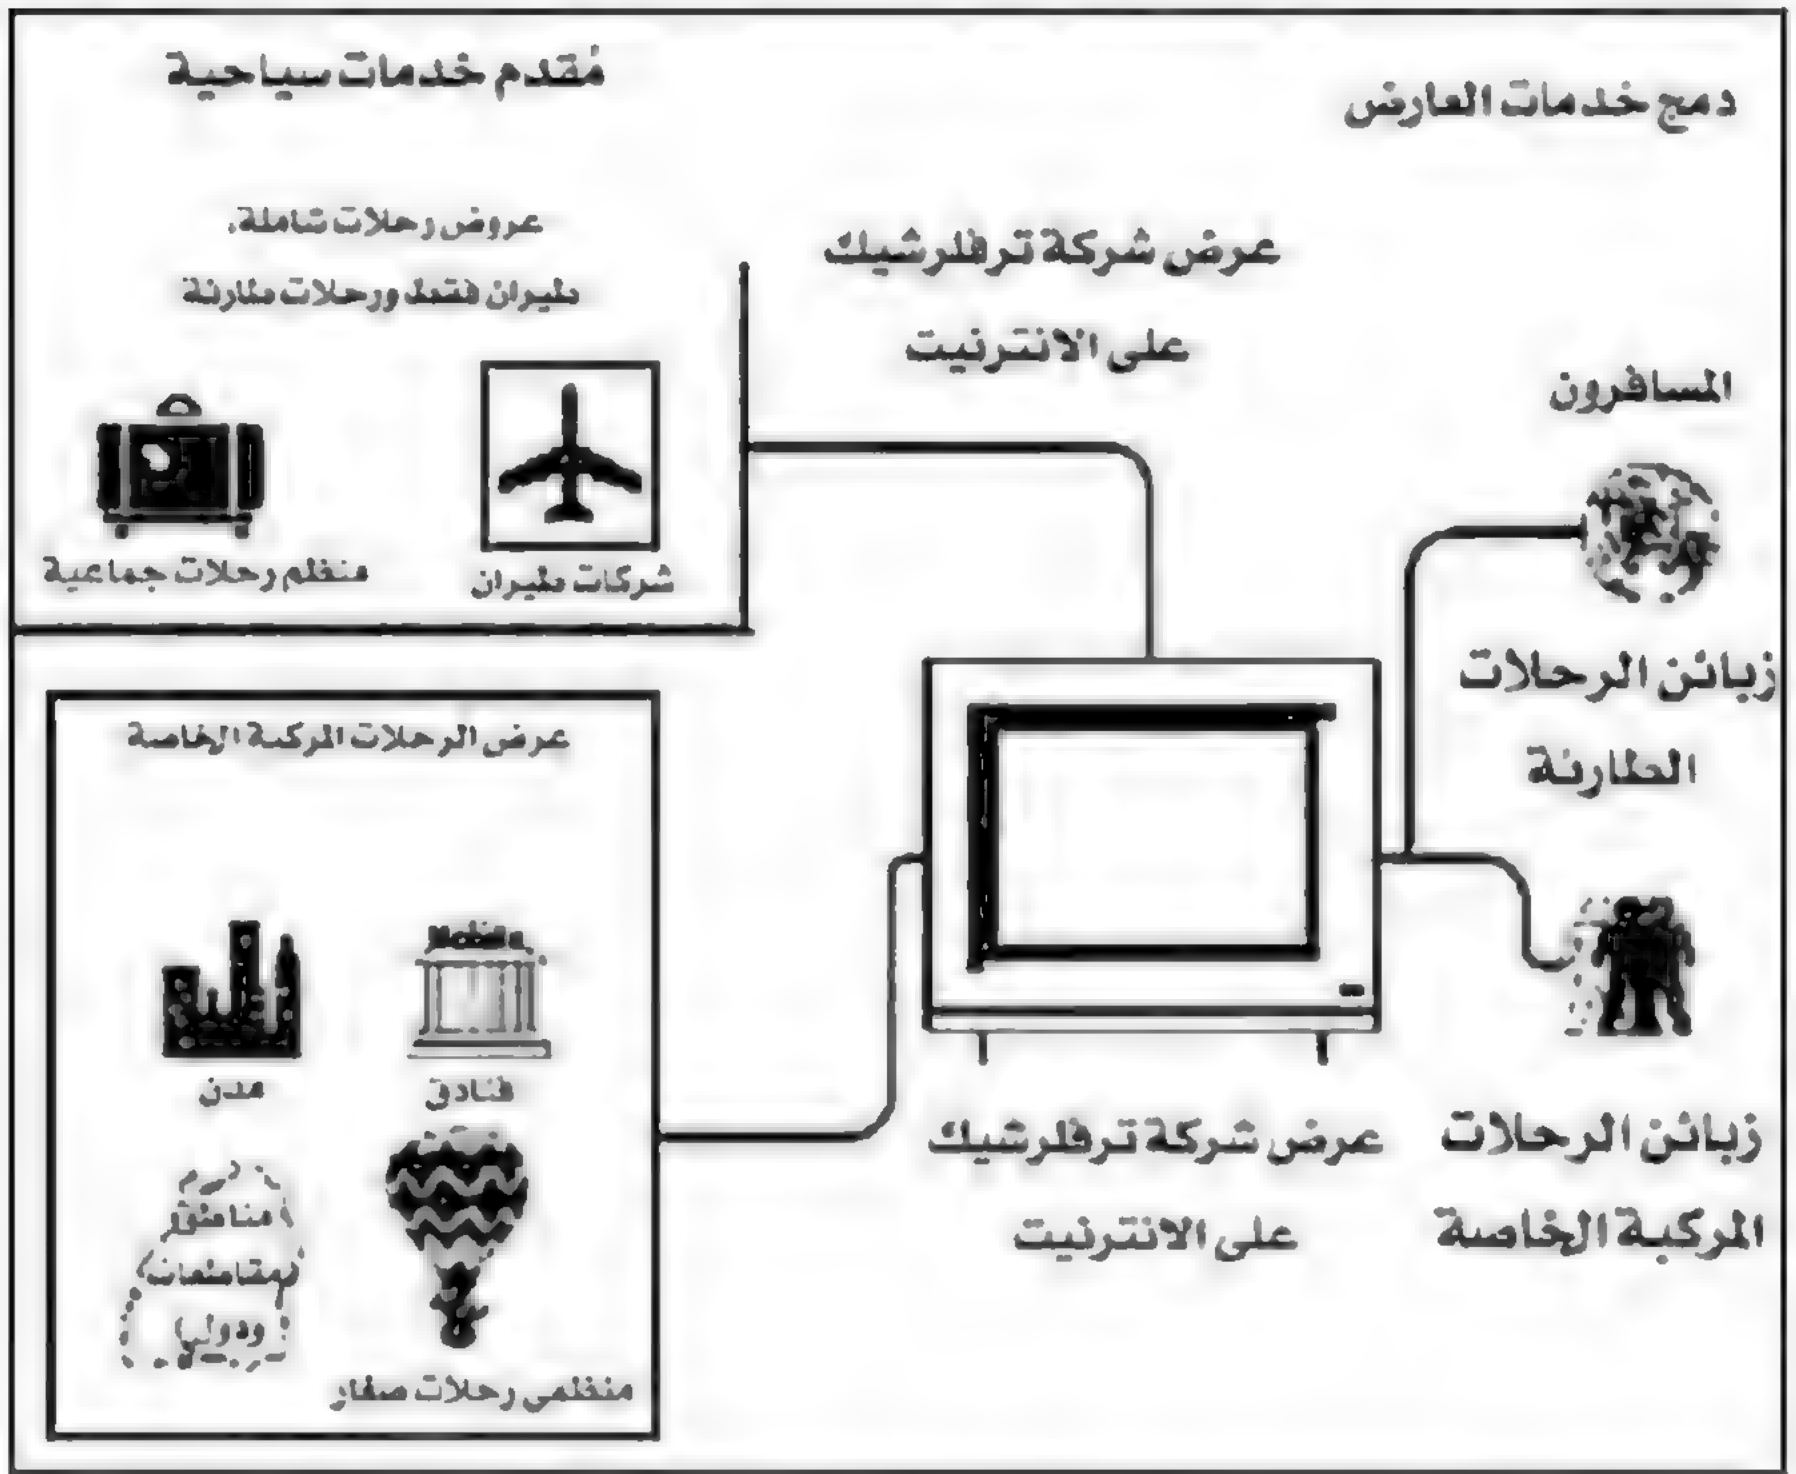 دمج خدمات العارض
مُقدم خدمات سياحية
عروض رحلات شاملة،
طيران فقط ورحلات طارئة
منظم رحلات جماعية
شركات طيران
عرض شركة ترفلرشيك
على الانترنيت
المسافرون
زبائن الرحلات
الطارئة
زبائن الرحلات
المركبة الخاصة
عرض شركة ترفلرشيك
على الانترنيت
عرض الرحلات المركبة الخاصة
فنادق
مدن
مناطق
مقاطعات
ودول
منظمي رحلات صغار